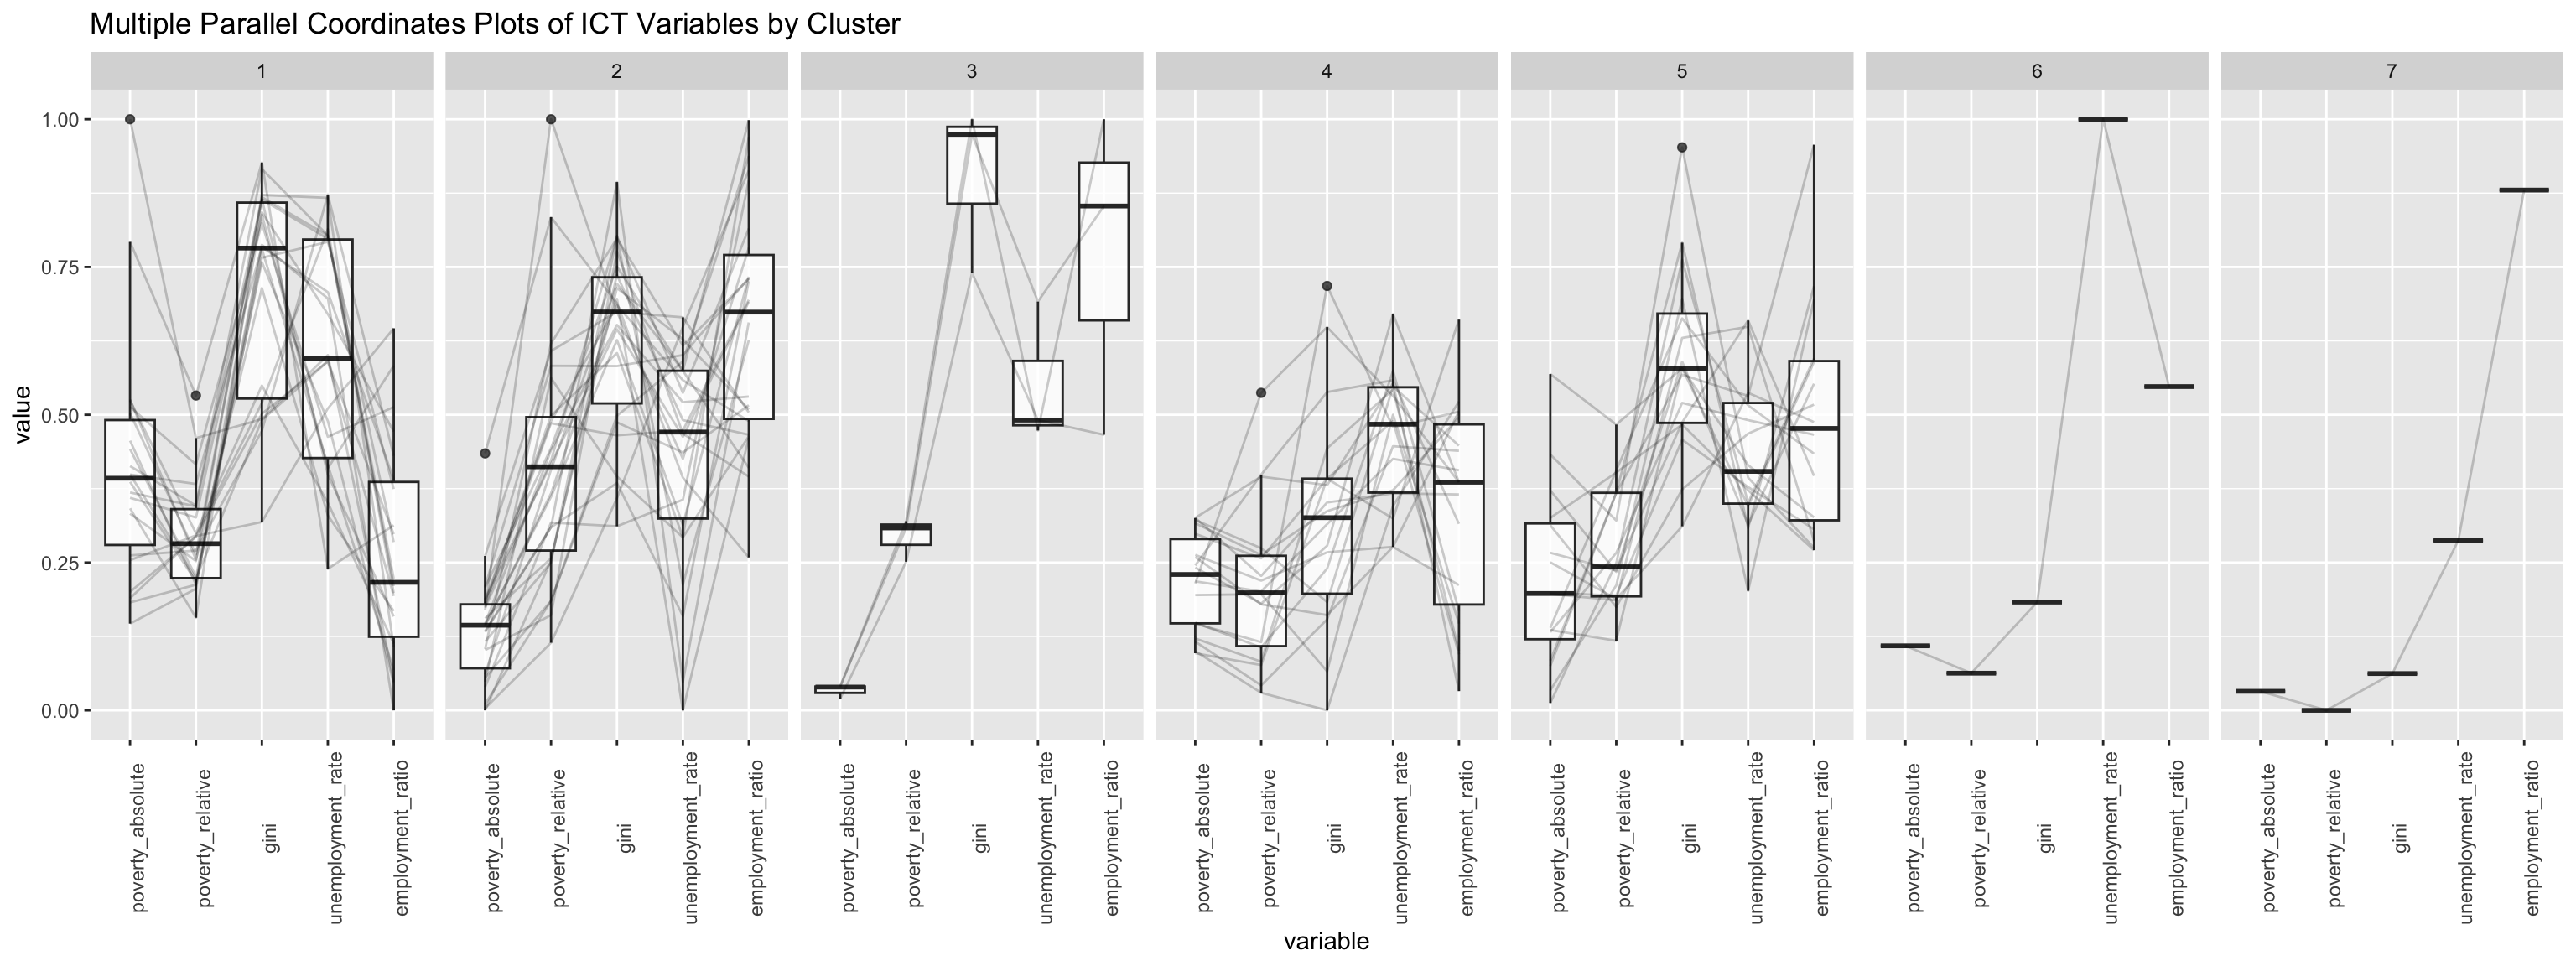 Multiple Parallel Coordinates Plots of ICT Variables by Cluster
1 2 3 4 5 6 7
value
1.00
0.75
0.50
0.25
0.00
poverty_absolute
poverty_relative
gini
unemployment_rate
employment_ratio
poverty_absolute
poverty_relative
gini
unemployment_rate
employment_ratio
poverty_absolute
poverty_relative
gini
unemployment_rate
employment_ratio
poverty_absolute
poverty_relative
gini
unemployment_rate
employment_ratio
poverty_absolute
poverty_relative
gini
unemployment_rate
employment_ratio
poverty_absolute
poverty_relative
gini
unemployment_rate
employment_ratio
poverty_absolute
poverty_relative
gini
unemployment_rate
employment_ratio
variable